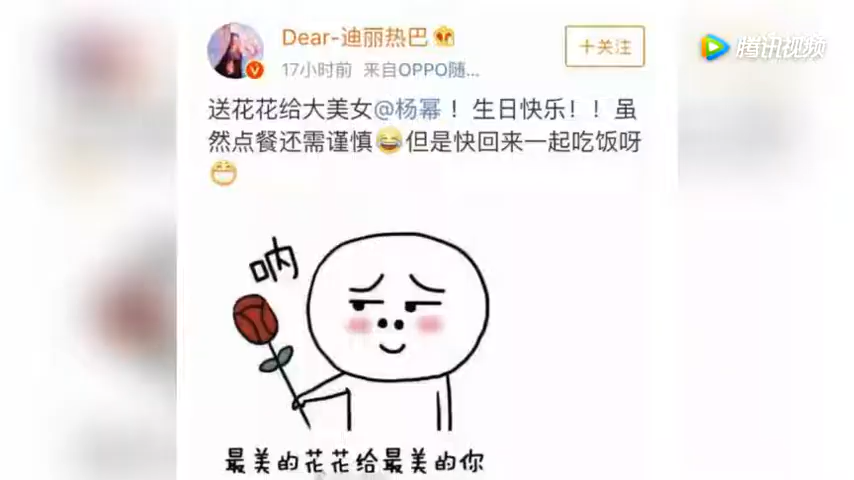 Dear-迪丽热巴
+关注
腾讯视频
17小时前 来自OPPO随...
送花花给大美女@杨幂！生日快乐！！虽
然点餐还需谨慎😂但是快回来一起吃饭呀
😁
呐
最美的花花给最美的你